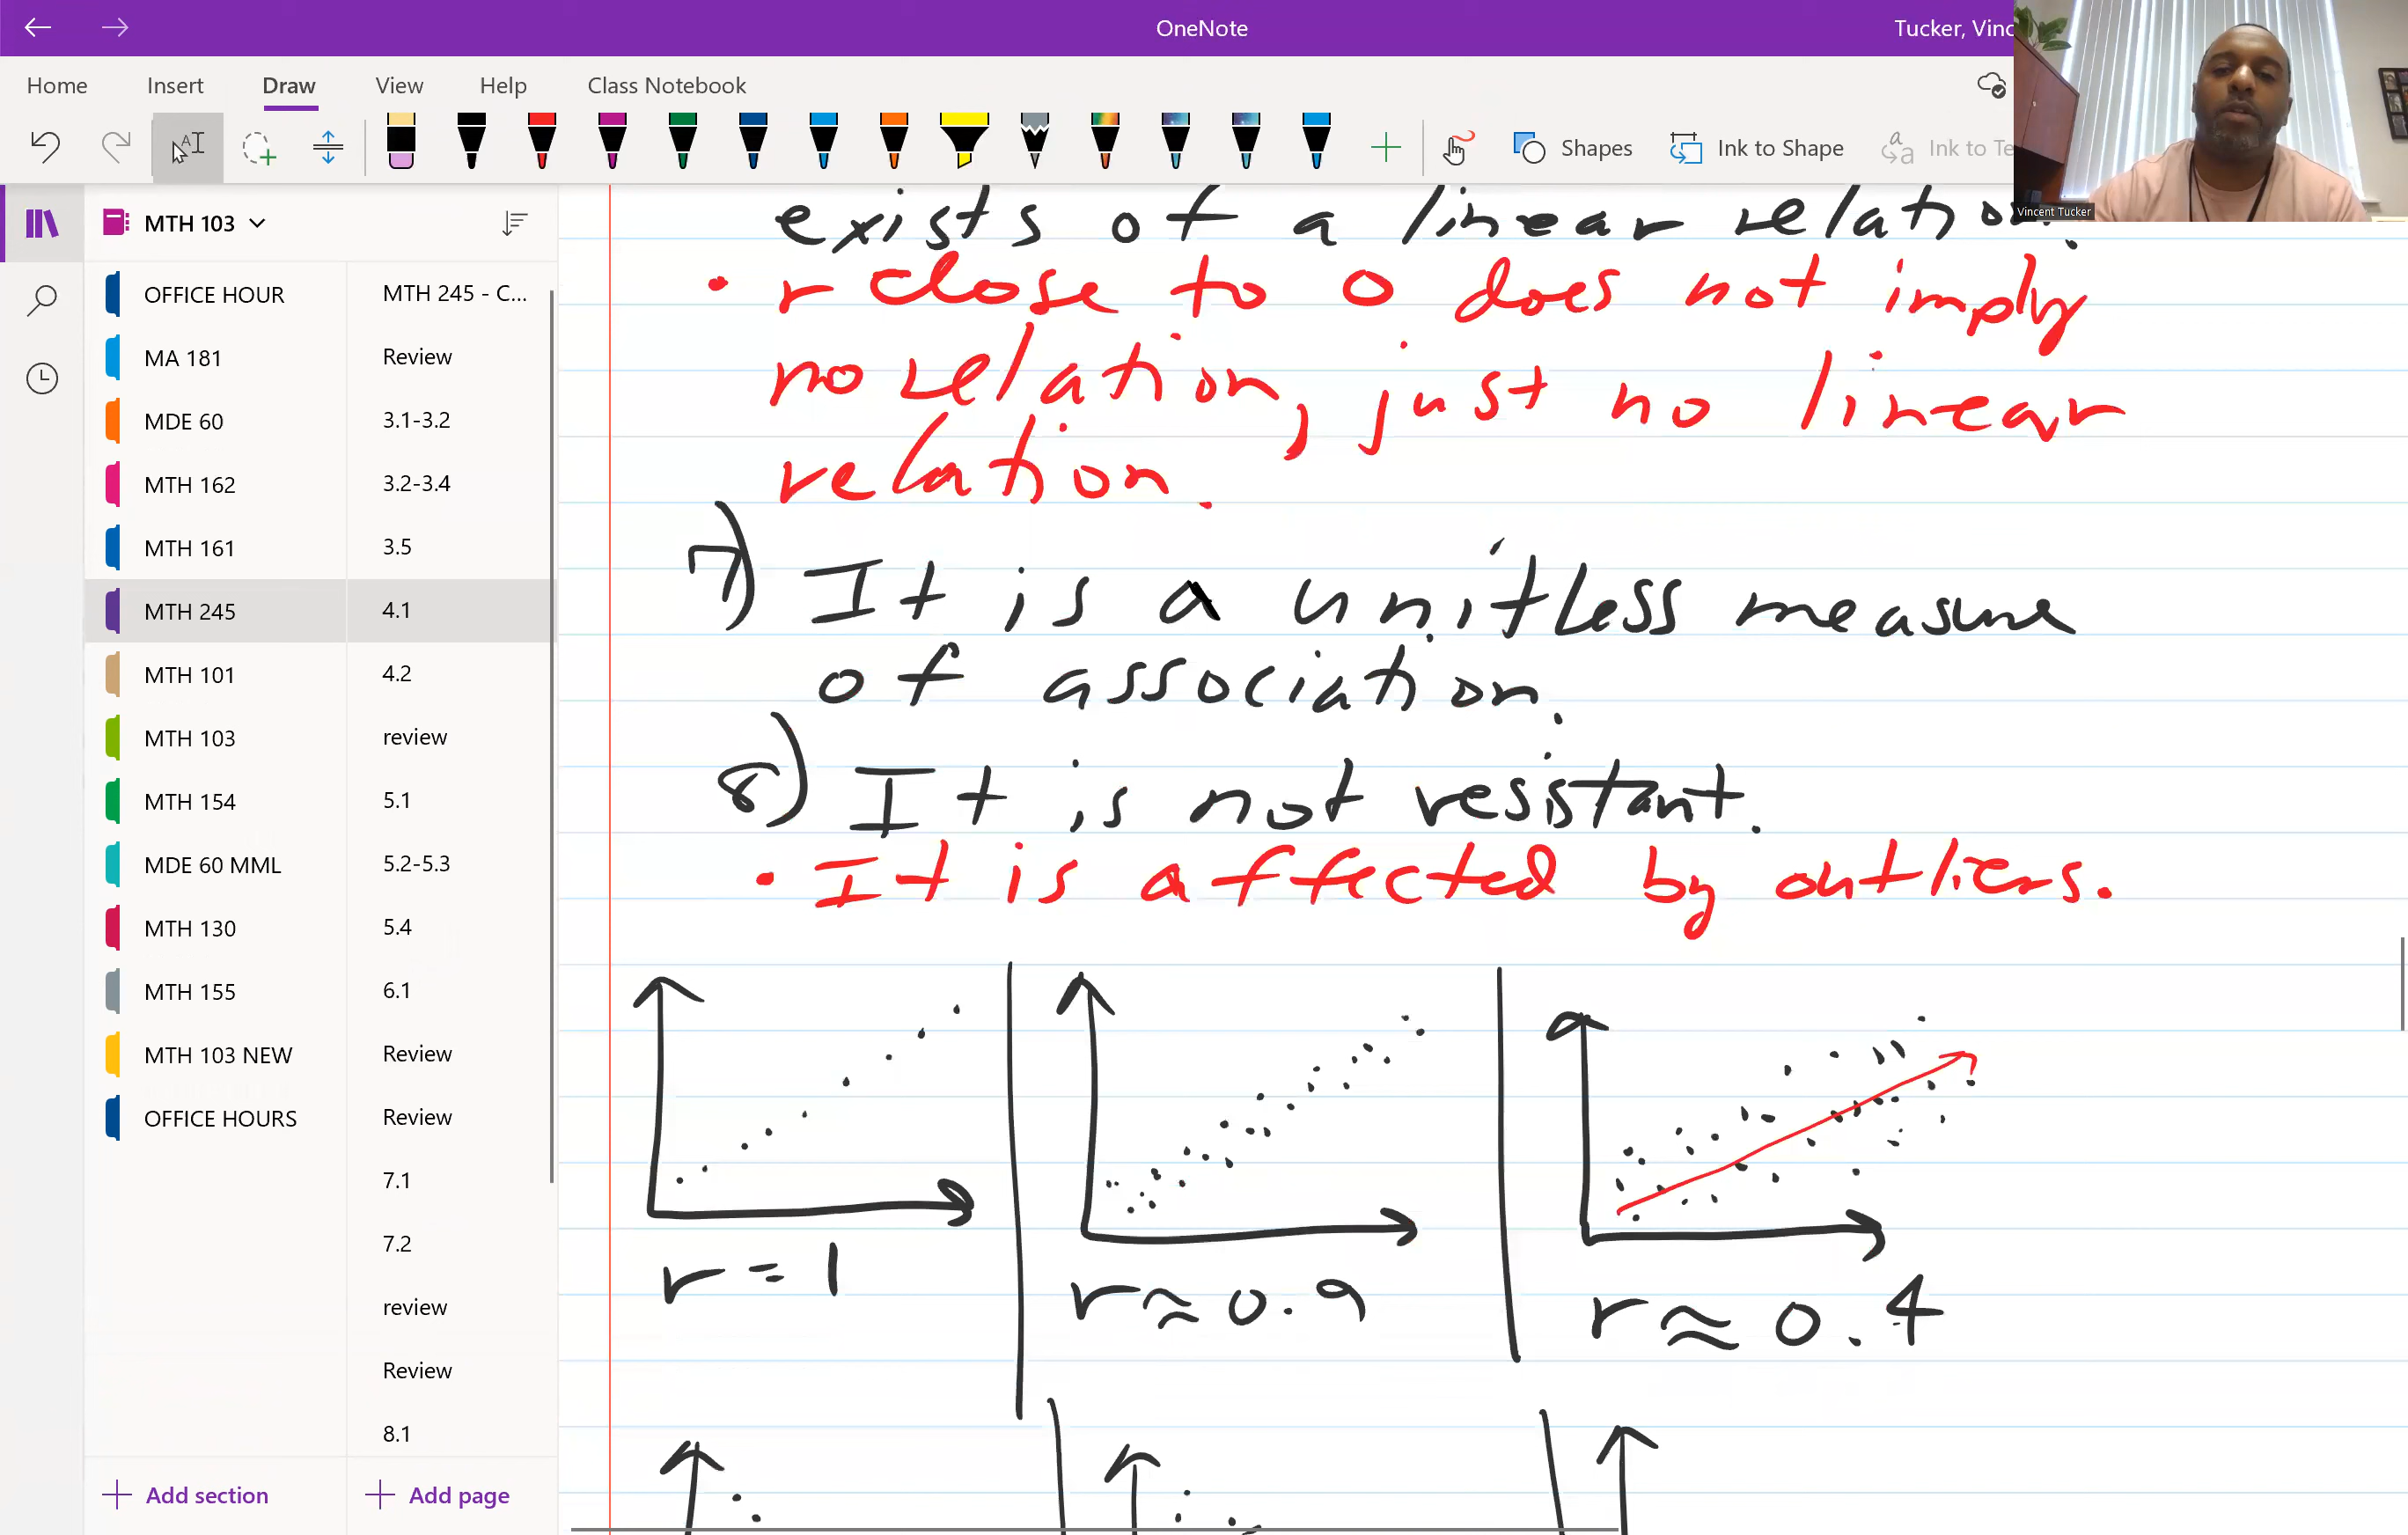 OneNote
Tucker, Vinc
Home Insert Draw View Help Class Notebook
Shapes Ink to Shape Ink to Te
Vincent Tucker
MTH 103
OFFICE HOUR
MA 181
MDE 60
MTH 162
MTH 161
MTH 245
MTH 101
MTH 103
MTH 154
MDE 60 MML
MTH 130
MTH 155
MTH 103 NEW
OFFICE HOURS
Add section
MTH 245 - C...
Review
3.1-3.2
3.2-3.4
3.5
4.1
4.2
review
5.1
5.2-5.3
5.4
6.1
Review
Review
7.1
7.2
review
Review
8.1
Add page
exists of a linear relation.
• r close to 0 does not imply
no relation, just no linear
relation.
7) It is a unitless measure
of association.
8) It is not resistant.
• It is affected by outliers.
r = 1
r ≈ 0.9
r ≈ 0.4